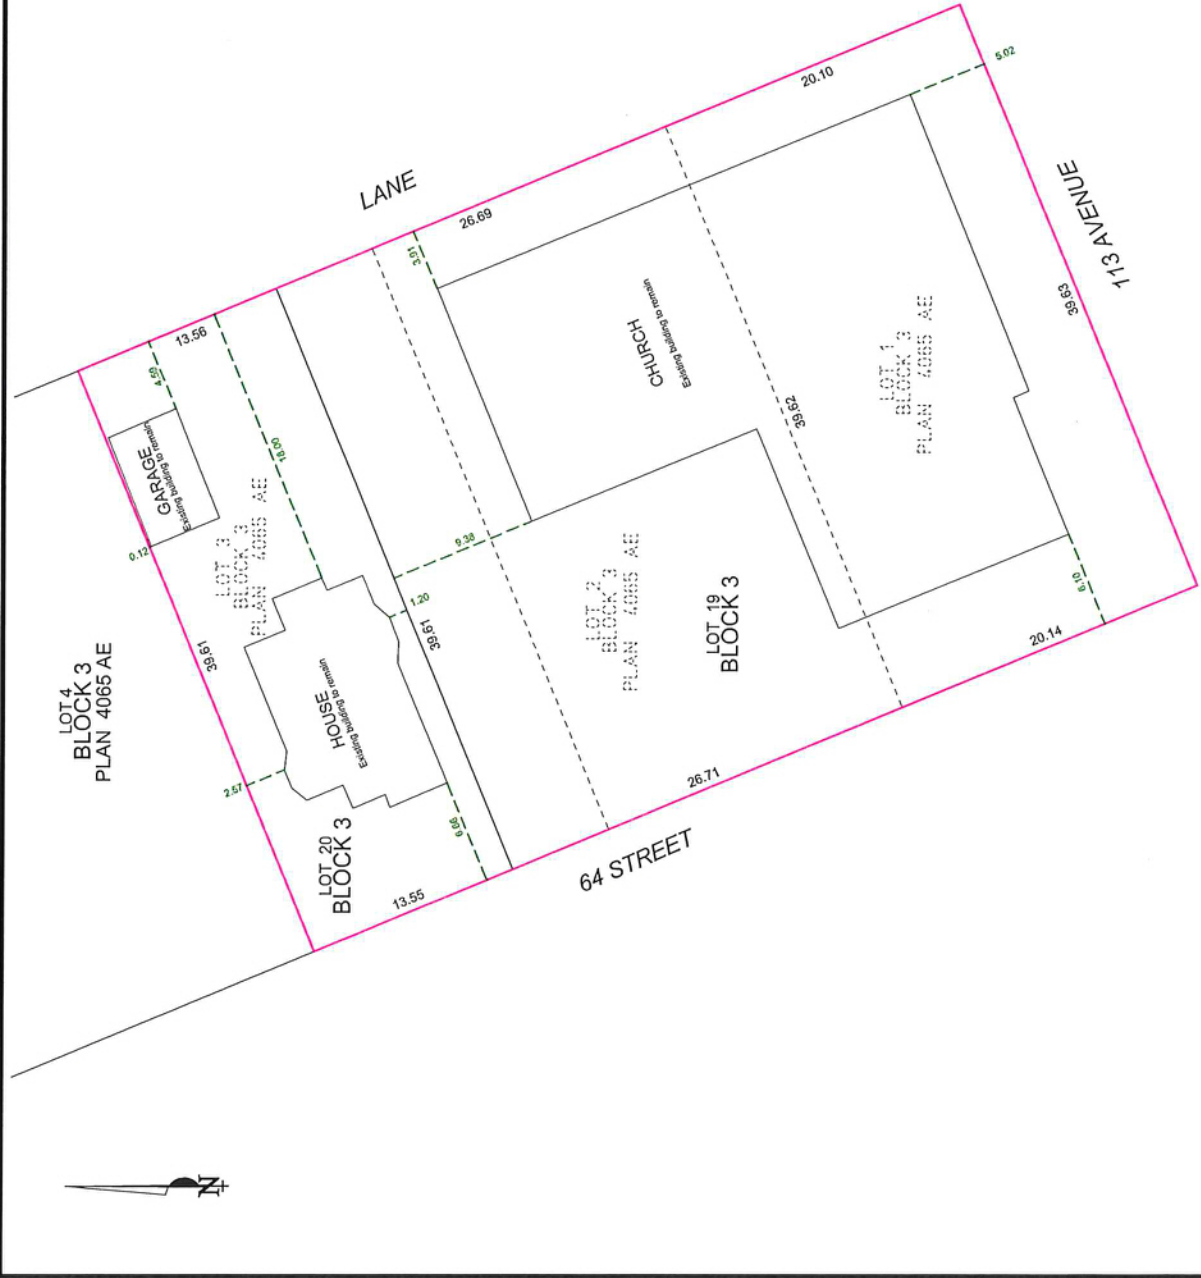 LANE
20.10
5.02
26.69
3.91
13.56
4.59
GARAGE
Existing building to remain
18.00
0.12
LOT 3
BLOCK 3
PLAN 4065 AE
CHURCH
Existing building to remain
113 AVENUE
39.63
LOT 1
BLOCK 3
PLAN 4065 AE
39.62
9.38
1.20
39.61
39.61
LOT 4
BLOCK 3
PLAN 4065 AE
HOUSE
Existing building to remain
LOT 2
BLOCK 3
PLAN 4065 AE
LOT 19
BLOCK 3
6.10
20.14
2.57
LOT 20
BLOCK 3
26.71
64 STREET
13.55
N